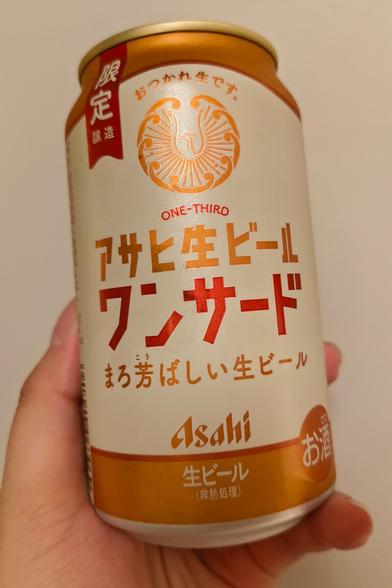 限定
醸造
おつかれ生です。
ONE-THIRD
アサヒ生ビール
ワンサード
まろ芳ばしい生ビール
こう
Asahi
お酒
生ビール
(非熱処理)